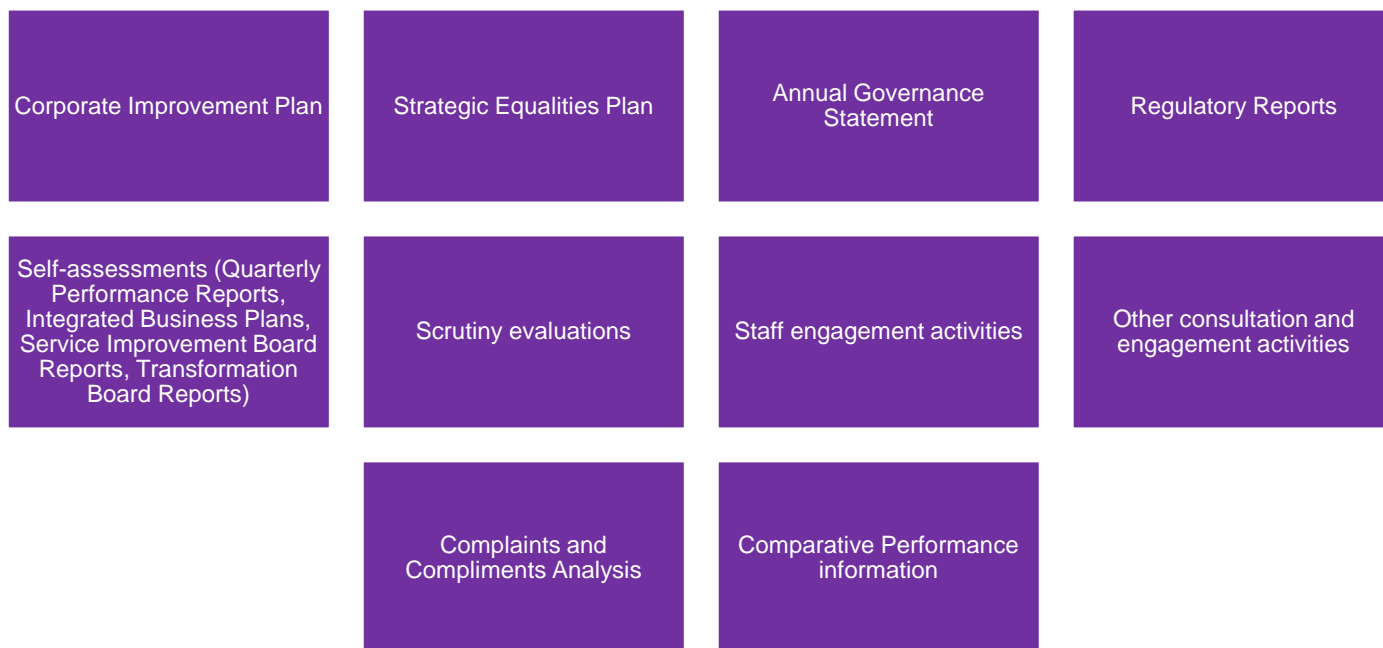 Corporate Improvement Plan
Strategic Equalities Plan
Annual Governance
Statement
Regulatory Reports
Self-assessments (Quarterly
Performance Reports,
Integrated Business Plans,
Service Improvement Board
Reports, Transformation
Board Reports)
Scrutiny evaluations
Staff engagement activities
Other consultation and
engagement activities
Complaints and
Compliments Analysis
Comparative Performance
information